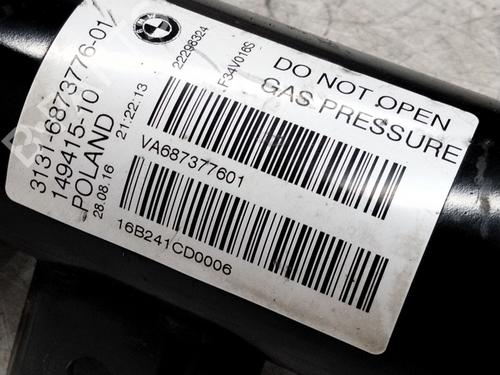 3131-6873776-01
149415-10
POLAND
28.08.16
21:22:13
22298324
F34V016S
VA687377601
16B241CD0006
DO NOT OPEN
GAS PRESSURE